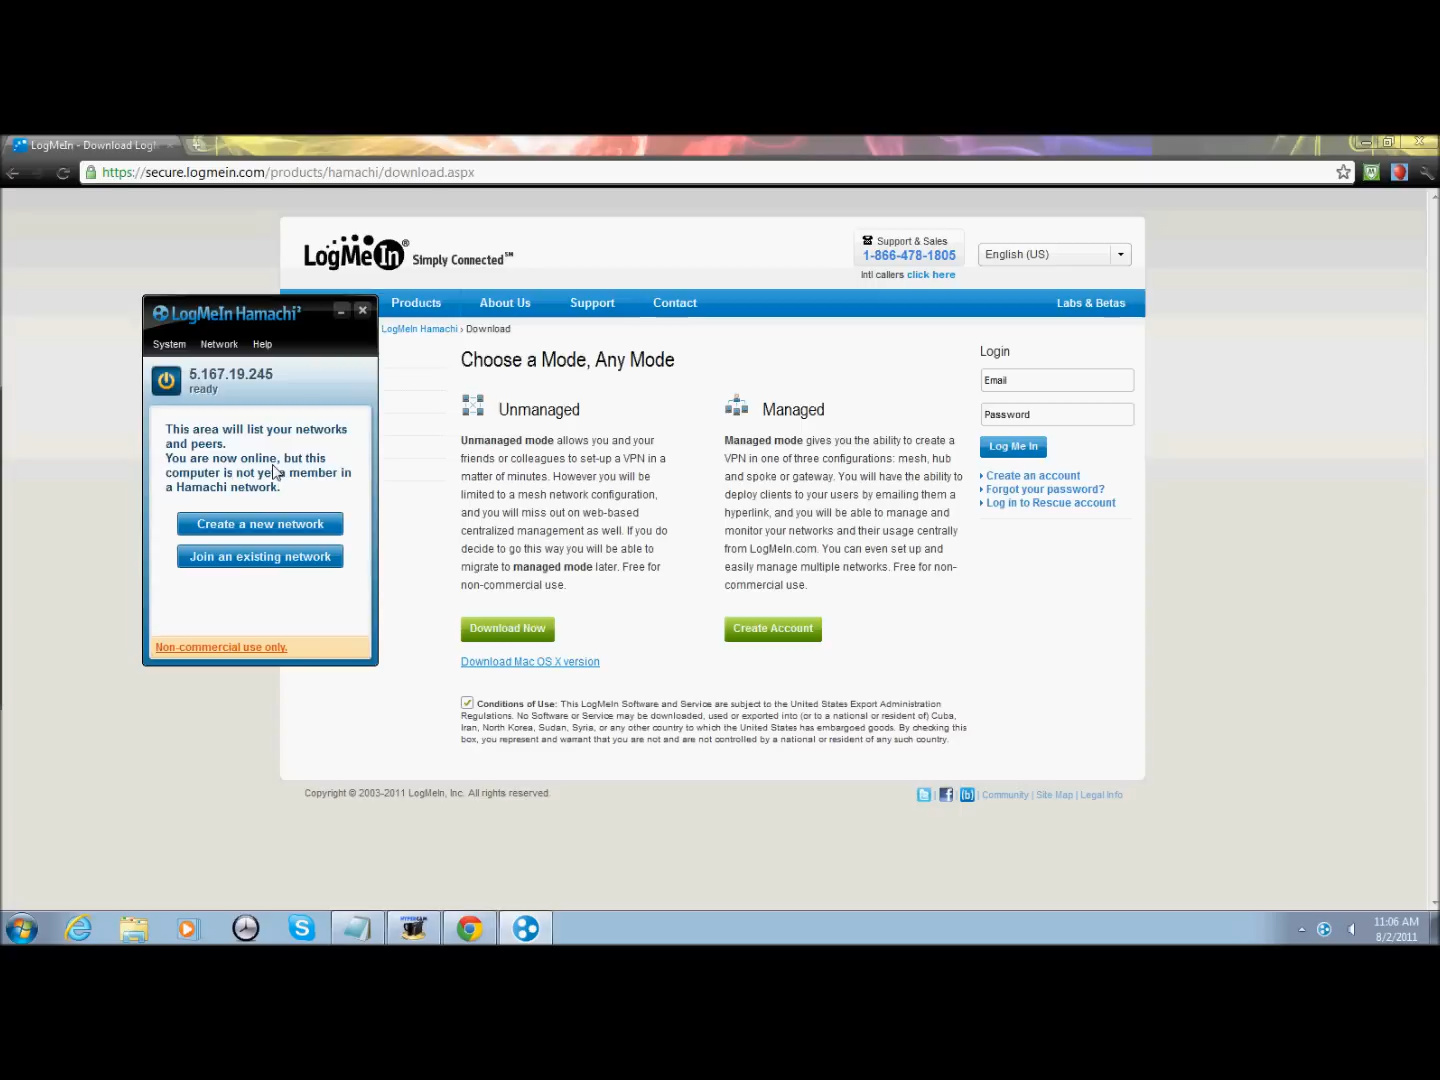 LogMeIn - Download Log
https://secure.logmein.com/products/hamachi/download.aspx
LogMeIn® Simply Connected℠
Support & Sales
1-866-478-1805
Intl callers click here
English (US)
Products
About Us
Support
Contact
Labs & Betas
LogMeIn Hamachi › Download
LogMeIn Hamachi²
System
Network
Help
5.167.19.245
ready
This area will list your networks
and peers.
You are now online, but this
computer is not yet a member in
a Hamachi network.
Create a new network
Join an existing network
Non-commercial use only.
Choose a Mode, Any Mode
Unmanaged
Unmanaged mode allows you and your
friends or colleagues to set-up a VPN in a
matter of minutes. However you will be
limited to a mesh network configuration,
and you will miss out on web-based
centralized management as well. If you do
decide to go this way you will be able to
migrate to managed mode later. Free for
non-commercial use.
Download Now
Download Mac OS X version
Managed
Managed mode gives you the ability to create a
VPN in one of three configurations: mesh, hub
and spoke or gateway. You will have the ability to
deploy clients to your users by emailing them a
hyperlink, and you will be able to manage and
monitor your networks and their usage centrally
from LogMeIn.com. You can even set up and
easily manage multiple networks. Free for non-
commercial use.
Create Account
Login
Email
Password
Log Me In
Create an account
Forgot your password?
Log in to Rescue account
Conditions of Use: This LogMeIn Software and Service are subject to the United States Export Administration
Regulations. No Software or Service may be downloaded, used or exported into (or to a national or resident of) Cuba,
Iran, North Korea, Sudan, Syria, or any other country to which the United States has embargoed goods. By checking this
box, you represent and warrant that you are not and are not controlled by a national or resident of any such country.
Copyright © 2003-2011 LogMeIn, Inc. All rights reserved.
Community | Site Map | Legal Info
HYPERCAM
11:06 AM
8/2/2011